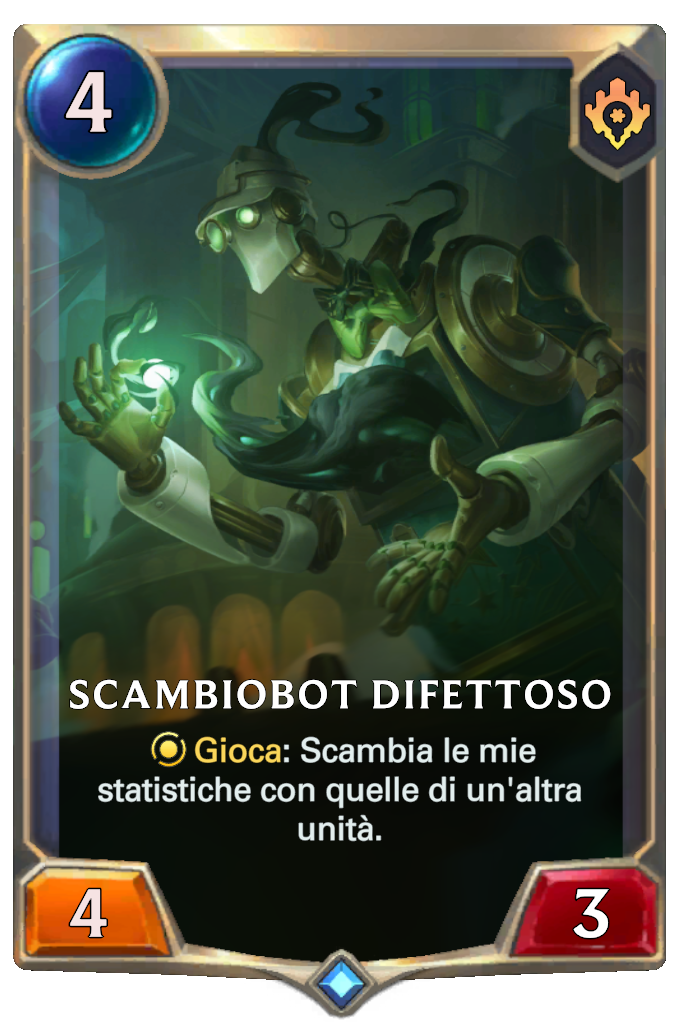 4
SCAMBIOBOT DIFETTOSO
Gioca: Scambia le mie
statistiche con quelle di un'altra
unità.
4
3